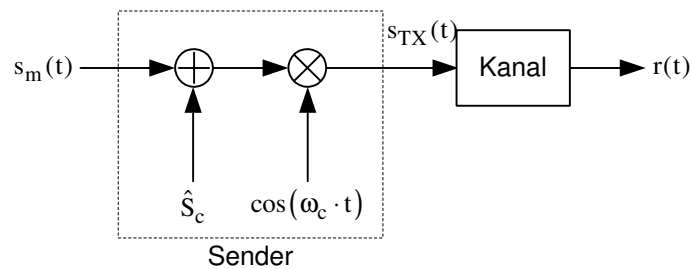 s_TX(t)
s_m(t)
Kanal
r(t)
ŝ_c
cos(ω_c · t)
Sender